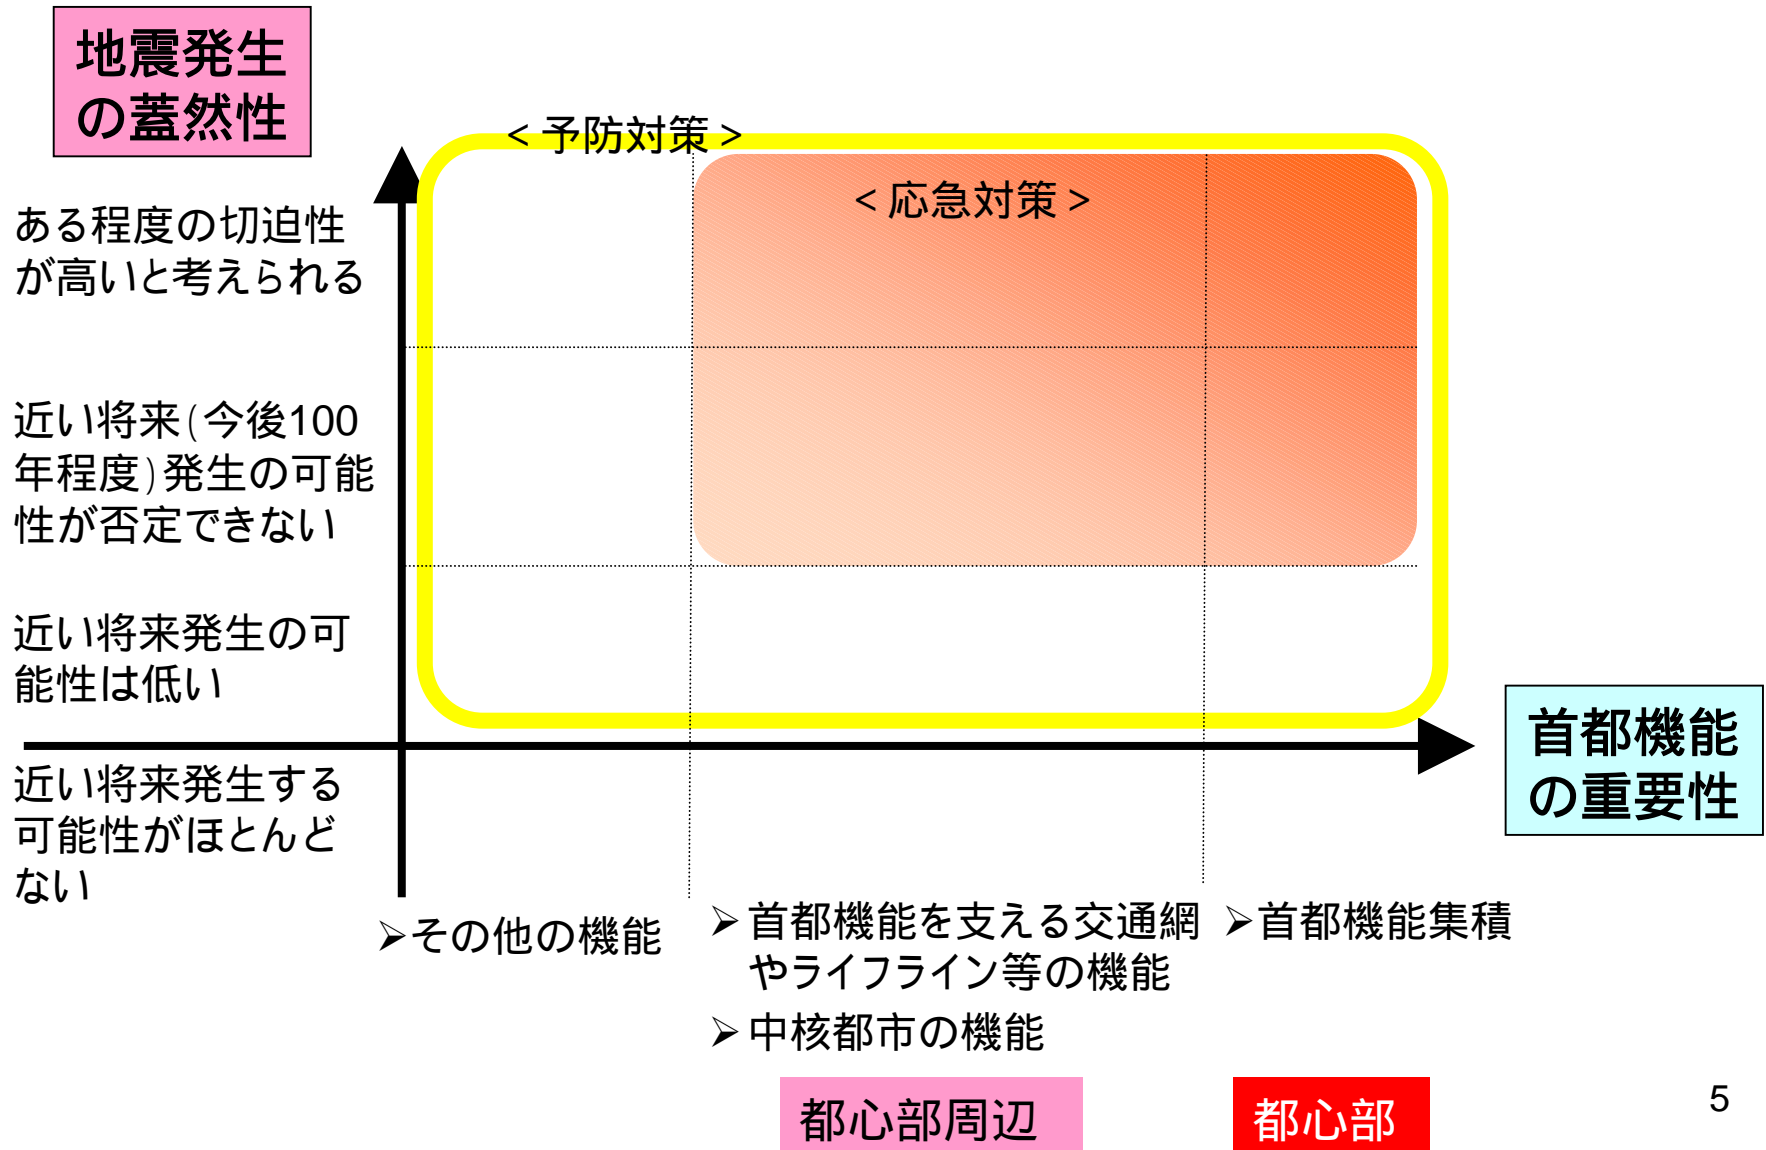 地震発生
の蓋然性
<予防対策>
<応急対策>
ある程度の切迫性
が高いと考えられる
近い将来(今後100
年程度)発生の可能
性が否定できない
近い将来発生の可
能性は低い
首都機能
の重要性
近い将来発生する
可能性がほとんど
ない
➢その他の機能
➢首都機能を支える交通網
やライフライン等の機能
➢中核都市の機能
➢首都機能集積
都心部周辺
都心部
5